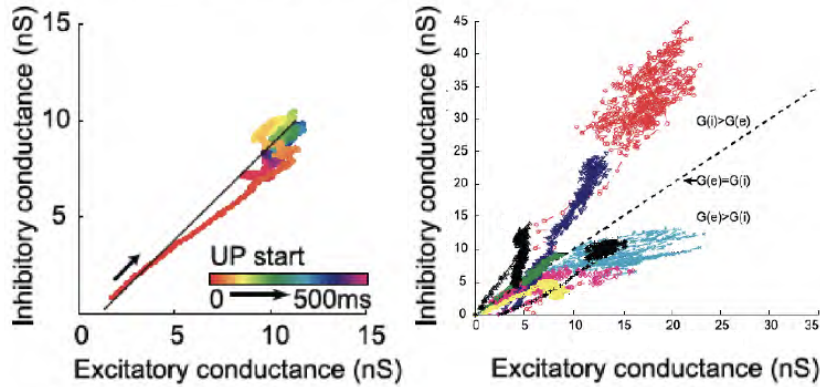 Inhibitory conductance (nS)
15
10
5
0
5
10
15
UP start
0
500ms
Excitatory conductance (nS)
Inhibitory conductance (nS)
45
40
35
30
25
20
15
10
5
0
0
5
10
15
20
25
30
35
G(i)>G(e)
G(e)=G(i)
G(e)>G(i)
Excitatory conductance (nS)